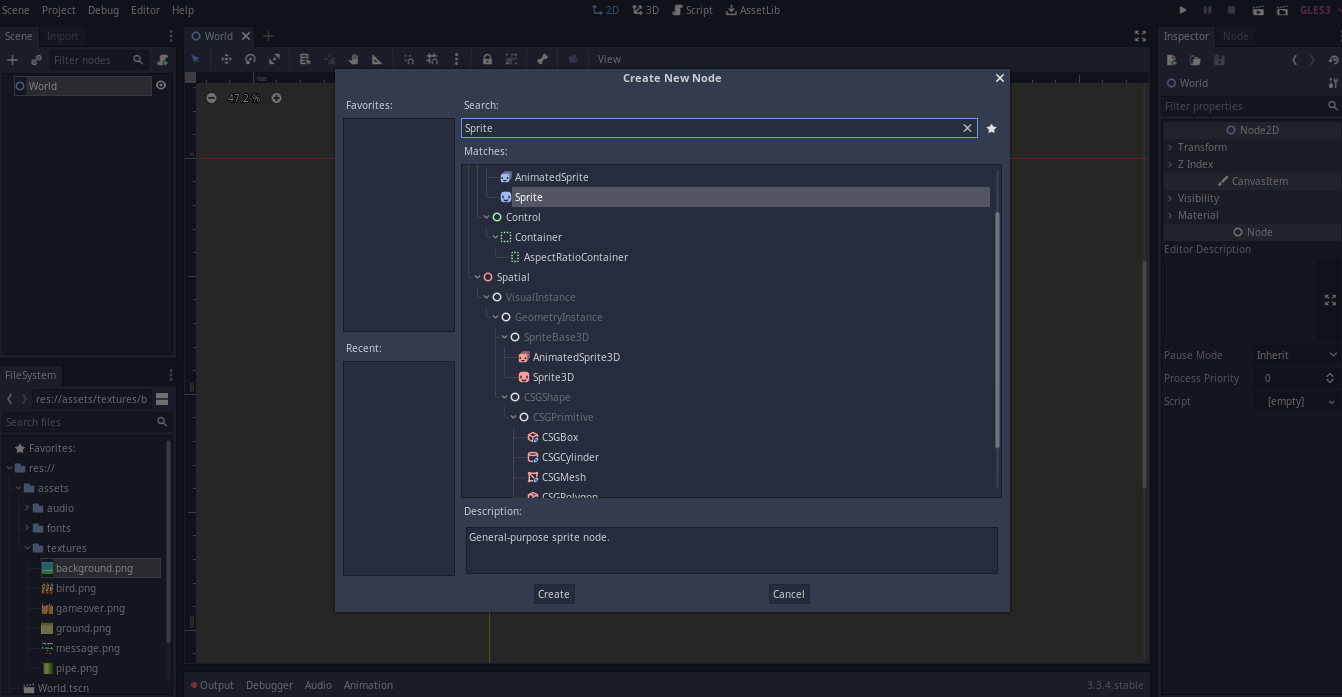 Scene Project Debug Editor Help
2D 3D Script AssetLib
GLES3
Scene Import
Filter nodes
World
World
View
47.2 %
-500
FileSystem
res://assets/textures/b
Search files
Favorites:
res://
assets
audio
fonts
textures
background.png
bird.png
gameover.png
ground.png
message.png
pipe.png
World.tscn
Create New Node
Favorites:
Recent:
Search:
Sprite
Matches:
AnimatedSprite
Sprite
Control
Container
AspectRatioContainer
Spatial
VisualInstance
GeometryInstance
SpriteBase3D
AnimatedSprite3D
Sprite3D
CSGShape
CSGPrimitive
CSGBox
CSGCylinder
CSGMesh
CSGPolygon
Description:
General-purpose sprite node.
Create Cancel
Output Debugger Audio Animation
3.3.4.stable
Inspector Node
World
Filter properties
Node2D
Transform
Z Index
CanvasItem
Visibility
Material
Node
Editor Description
Pause Mode Inherit
Process Priority 0
Script [empty]